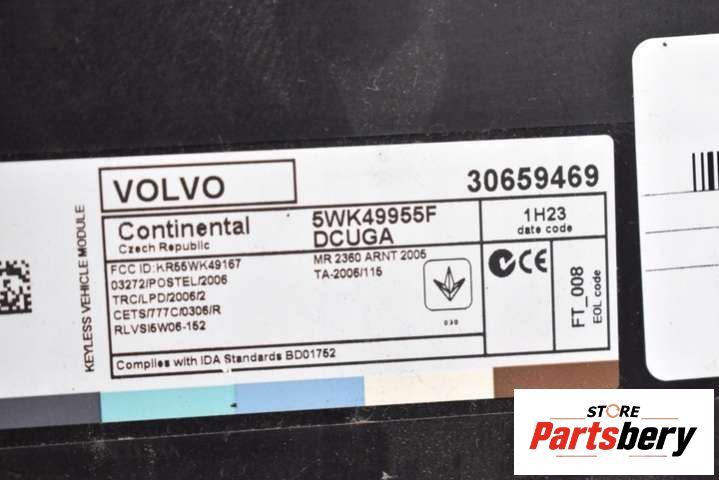 KEYLESS VEHICLE MODULE
VOLVO
30659469
Continental
Czech Republic
5WK49955F
DCUGA
1H23
date code
FCC ID:KR55WK49167
03272/POSTEL/2006
TRC/LPD/2006/2
CETS/777C/0306/R
RLVSI5W06-152
MR 2360 ARNT 2005
TA-2006/115
030
N
CE
FT_008
EOL code
Complies with IDA Standards BD01752
STORE
Partsbery